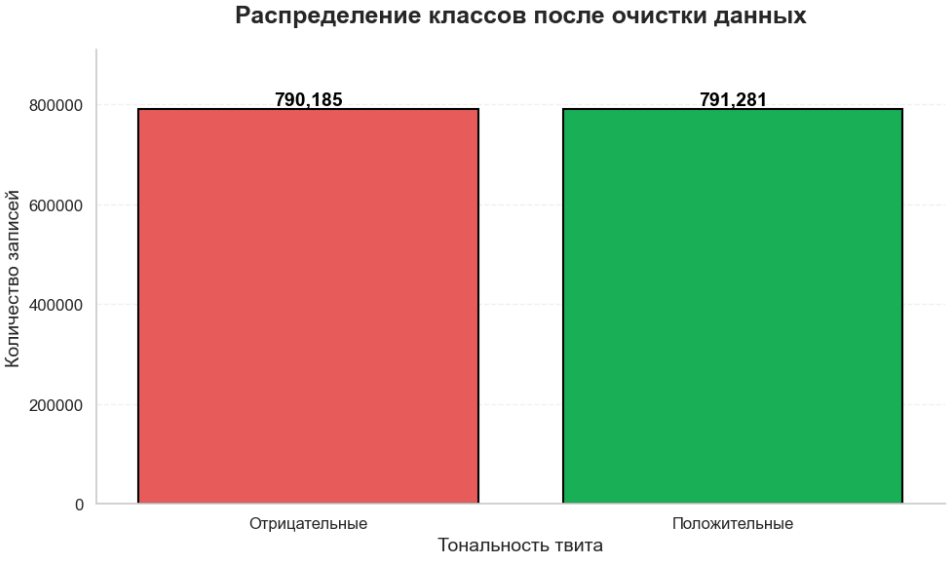 Распределение классов после очистки данных
790,185
791,281
800000
600000
400000
200000
0
Количество записей
Отрицательные
Положительные
Тональность твита